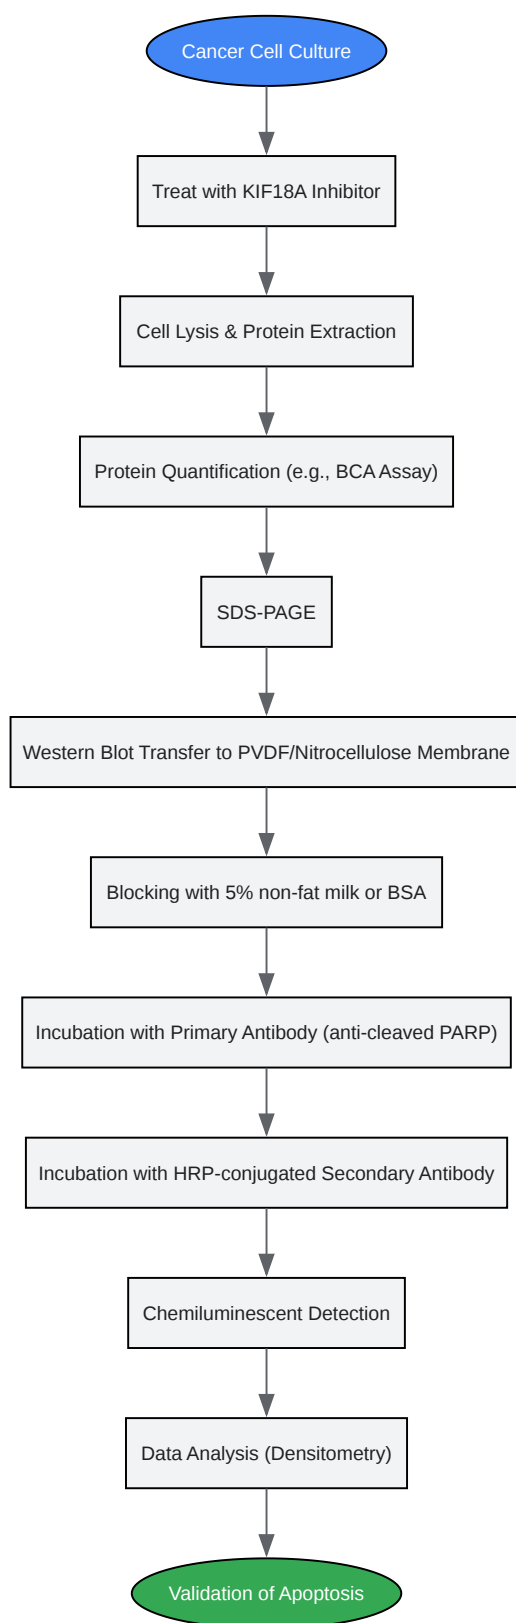 Cancer Cell Culture
Treat with KIF18A Inhibitor
Cell Lysis & Protein Extraction
Protein Quantification (e.g., BCA Assay)
SDS-PAGE
Western Blot Transfer to PVDF/Nitrocellulose Membrane
Blocking with 5% non-fat milk or BSA
Incubation with Primary Antibody (anti-cleaved PARP)
Incubation with HRP-conjugated Secondary Antibody
Chemiluminescent Detection
Data Analysis (Densitometry)
Validation of Apoptosis